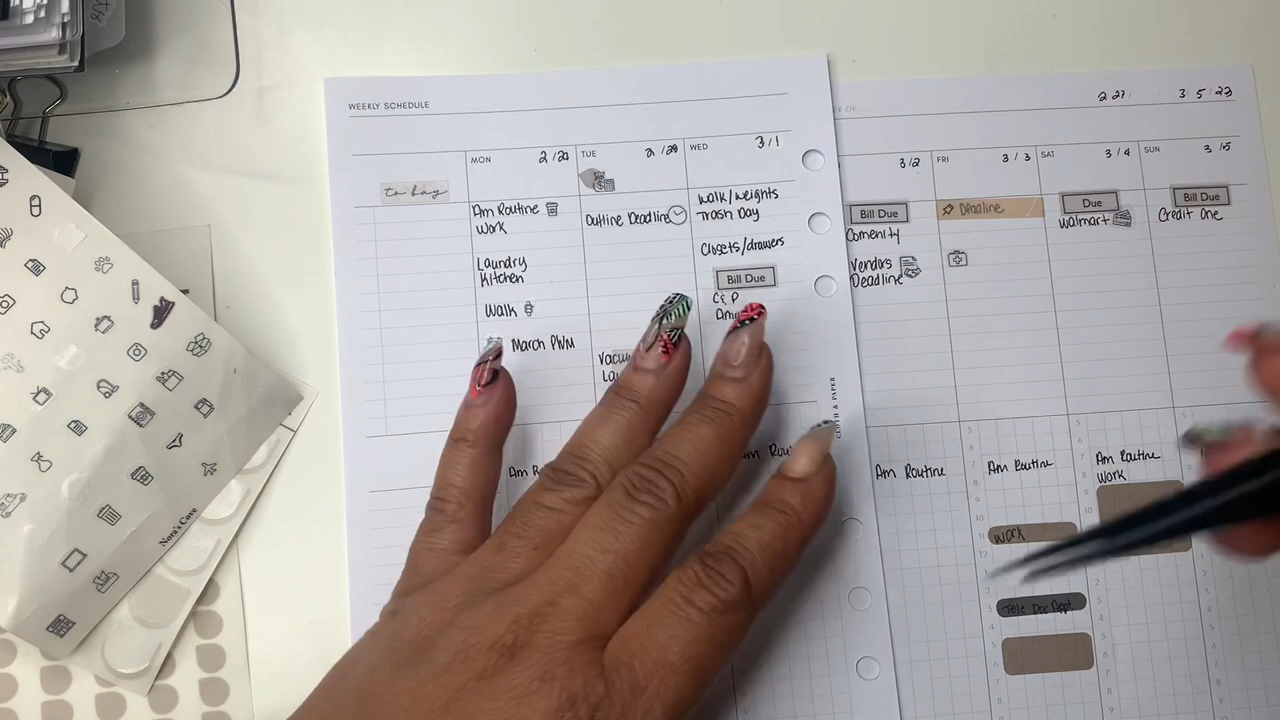 WEEKLY SCHEDULE
2 27 3 5 / 23
MON 2 / 27
TUE 2 / 28
WED 3 / 1
3 / 2
FRI 3 / 3
SAT 3 / 4
SUN 3 / 5
to buy
Am Routine
Work
Laundry
Kitchen
Walk
March PWM
Outline Deadline
Walk/weights
Trash Day
Closets/drawers
Bill Due
Bill Due
Comenity
Vendors
Deadline
Deadline
Due
Walmart
Bill Due
Credit One
CLOTH & PAPER
Am Routine
Am Routine
Work
Tele Doc Appt.
Am Routine
Work
Nora's Cove